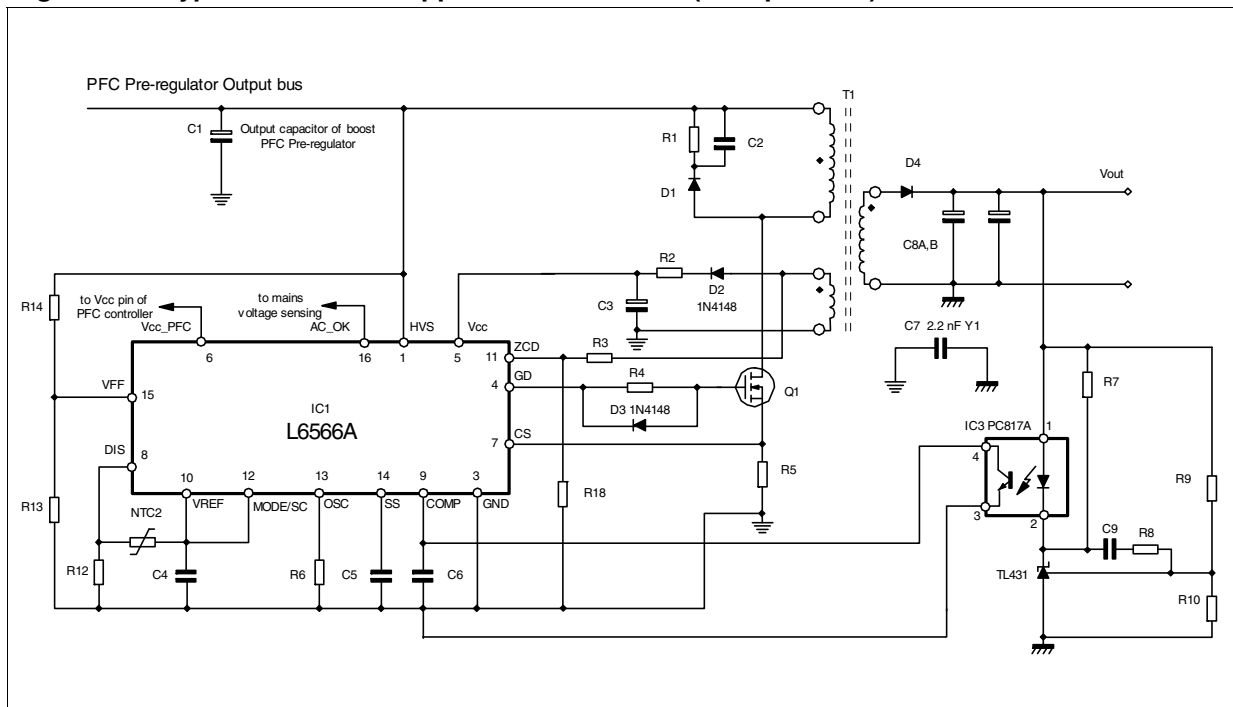 PFC Pre-regulator Output bus
T1
C1
Output capacitor of boost
PFC Pre-regulator
R1
C2
D1
D4
Vout
C8A,B
R14
to Vcc pin of
PFC controller
to mains
voltage sensing
R2
D2
1N4148
C3
Vcc_PFC
AC_OK
HVS
Vcc
6
16
1
5
ZCD
11
R3
C7 2.2 nF Y1
VFF
15
GD
4
R4
Q1
D3 1N4148
R7
IC1
L6566A
IC3 PC817A
1
4
DIS
8
CS
7
R5
R9
10
12
13
14
9
3
VREF
MODE/SC
OSC
SS
COMP
GND
R18
3
2
R13
NTC2
C9
R8
R12
C4
R6
C5
C6
TL431
R10